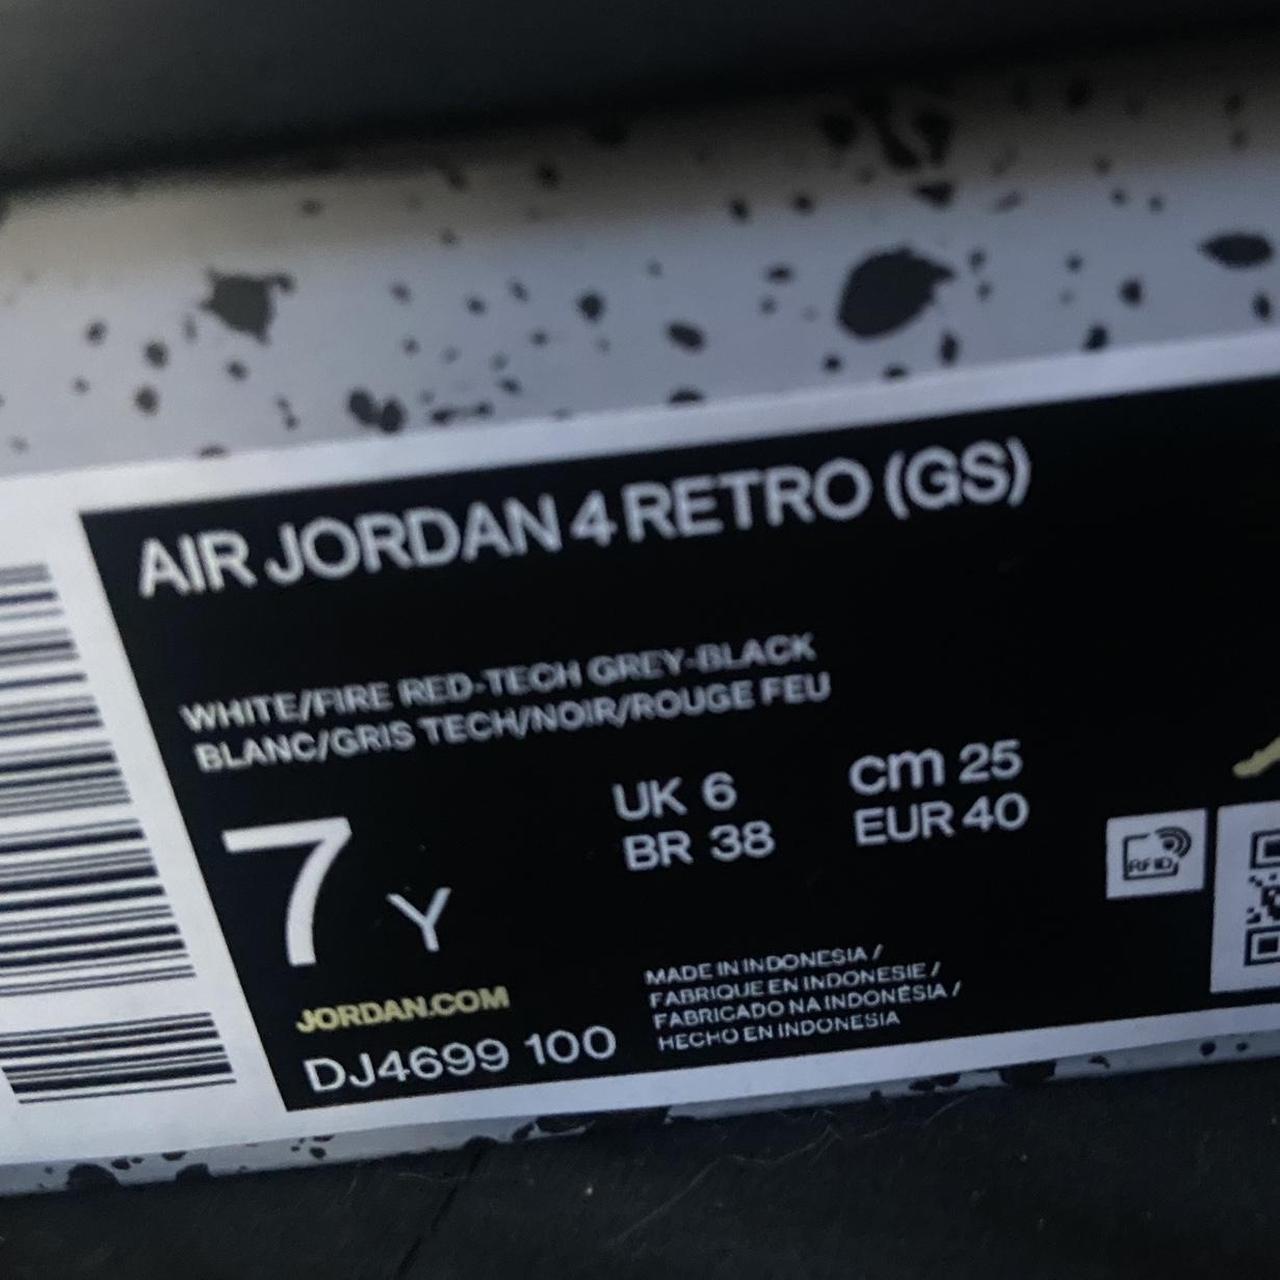 AIR JORDAN 4 RETRO (GS)
WHITE/FIRE RED-TECH GREY-BLACK
BLANC/GRIS TECH/NOIR/ROUGE FEU
7 Y
UK 6
cm 25
BR 38
EUR 40
RFID
JORDAN.COM
DJ4699 100
MADE IN INDONESIA /
FABRIQUE EN INDONESIE /
FABRICADO NA INDONÉSIA /
HECHO EN INDONESIA